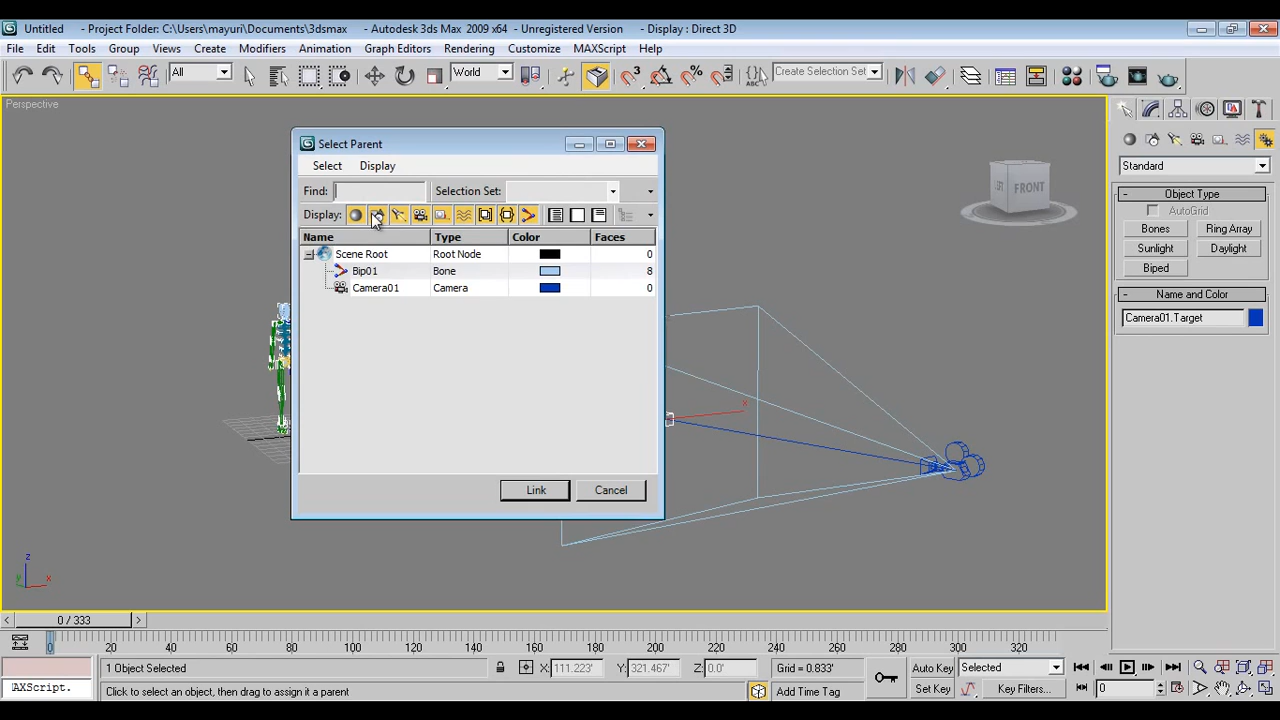 Untitled - Project Folder: C:\Users\mayuri\Documents\3dsmax - Autodesk 3ds Max 2009 x64 - Unregistered Version - Display : Direct 3D
File Edit Tools Group Views Create Modifiers Animation Graph Editors Rendering Customize MAXScript Help
All World 3 3 % ABC Create Selection Set
Perspective
Select Parent
Select Display
Find: Selection Set:
Display:
Name Type Color Faces
Scene Root Root Node 0
Bip01 Bone 8
Camera01 Camera 0
Link Cancel
FRONT
x
z
y x
Standard
- Object Type
AutoGrid
Bones Ring Array
Sunlight Daylight
Biped
- Name and Color
Camera01.Target
< 0 / 333 >
0 20 40 60 80 100 120 140 160 180 200 220 240 260 280 300 320
1 Object Selected X: 111.223' Y: 321.467' Z: 0.0' Grid = 0.833' Auto Key Selected
AXScript. Click to select an object, then drag to assign it a parent Add Time Tag Set Key Key Filters... 0